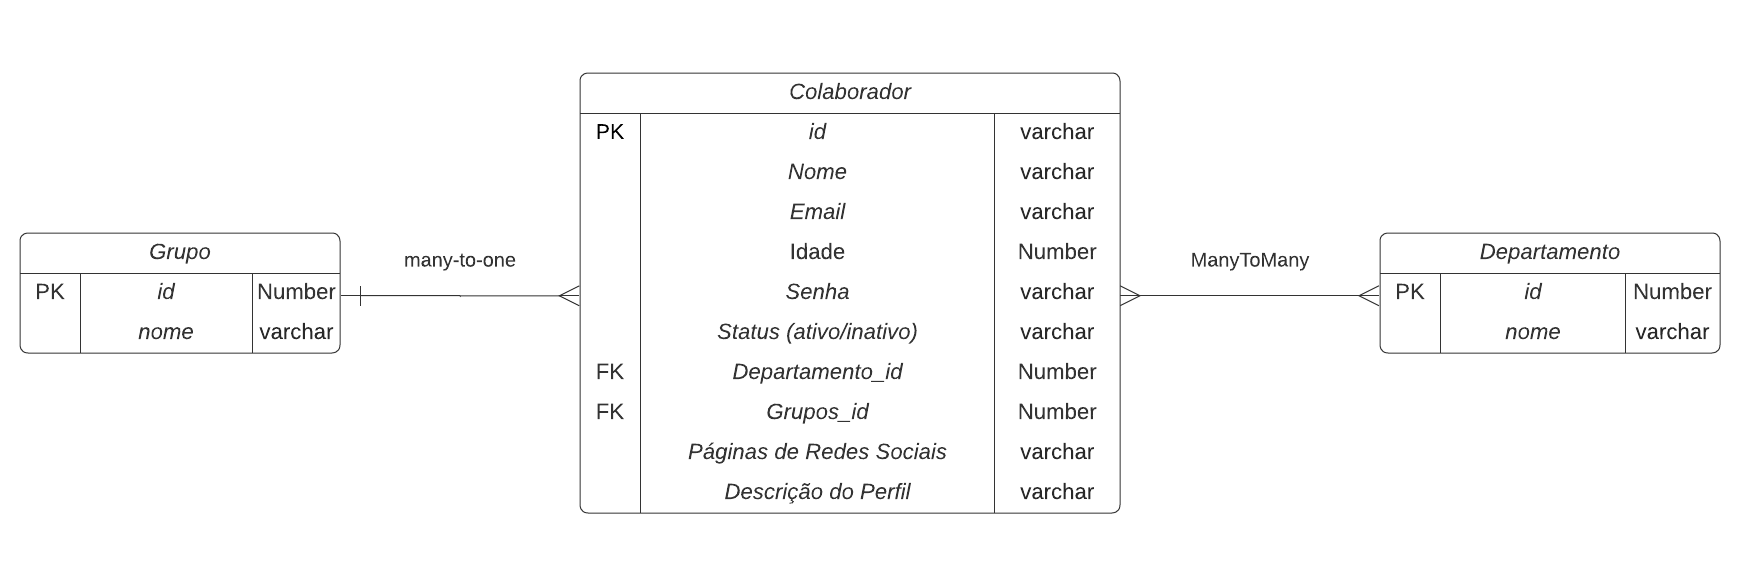 Grupo
PK id Number
nome varchar
many-to-one
Colaborador
PK id varchar
Nome varchar
Email varchar
Idade Number
Senha varchar
Status (ativo/inativo) varchar
FK Departamento_id Number
FK Grupos_id Number
Páginas de Redes Sociais varchar
Descrição do Perfil varchar
ManyToMany
Departamento
PK id Number
nome varchar